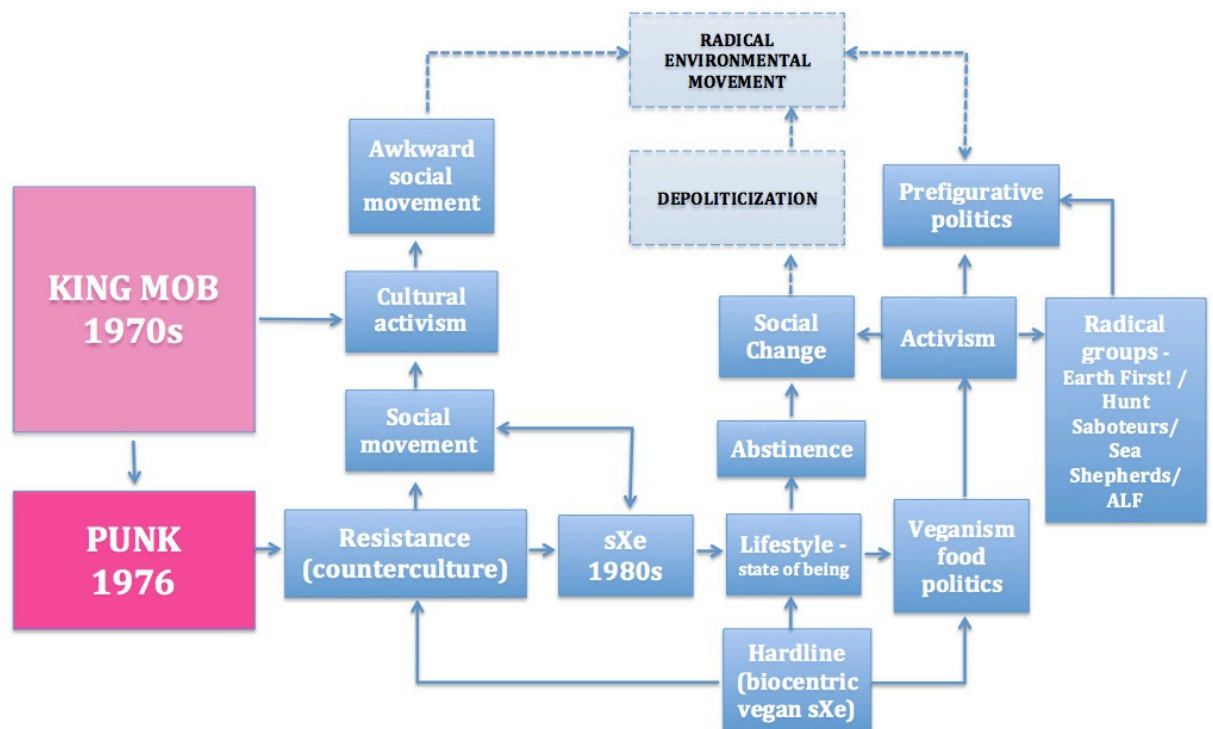 RADICAL
ENVIRONMENTAL
MOVEMENT
Awkward
social
movement
DEPOLITICIZATION
Prefigurative
politics
KING MOB
1970s
Cultural
activism
Social
Change
Activism
Radical
groups -
Earth First! /
Hunt
Saboteurs/
Sea
Shepherds/
ALF
Social
movement
Abstinence
PUNK
1976
Resistance
(counterculture)
sXe
1980s
Lifestyle -
state of being
Veganism
food
politics
Hardline
(biocentric
vegan sXe)